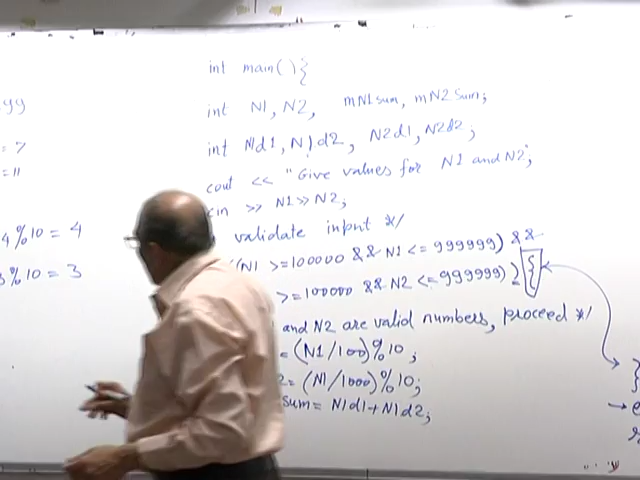 = 7
= 11
4%10 = 4
3%10 = 3
int main(){
int N1, N2, mN1sum, mN2sum;
int N1d1, N1d2, N2d1, N2d2;
cout << "Give values for N1 and N2";
cin >> N1>>N2;
validate input */
(N1 >=100000 && N1 <= 999999) &&
>=100000 && N2 <=999999) ) {
and N2 are valid numbers, proceed */
= (N1/100)%10;
2= (N1/1000)%10;
sum= N1d1+N1d2;
}